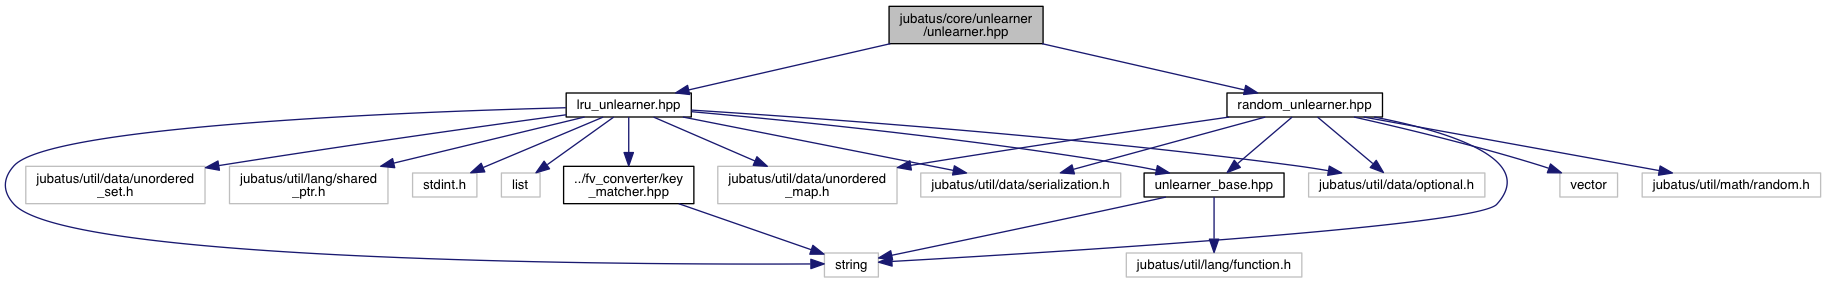 jubatus/core/unlearner
/unlearner.hpp
lru_unlearner.hpp
random_unlearner.hpp
jubatus/util/data/unordered
_set.h
jubatus/util/lang/shared
_ptr.h
stdint.h
list
../fv_converter/key
_matcher.hpp
jubatus/util/data/unordered
_map.h
jubatus/util/data/serialization.h
unlearner_base.hpp
jubatus/util/data/optional.h
vector
jubatus/util/math/random.h
string
jubatus/util/lang/function.h